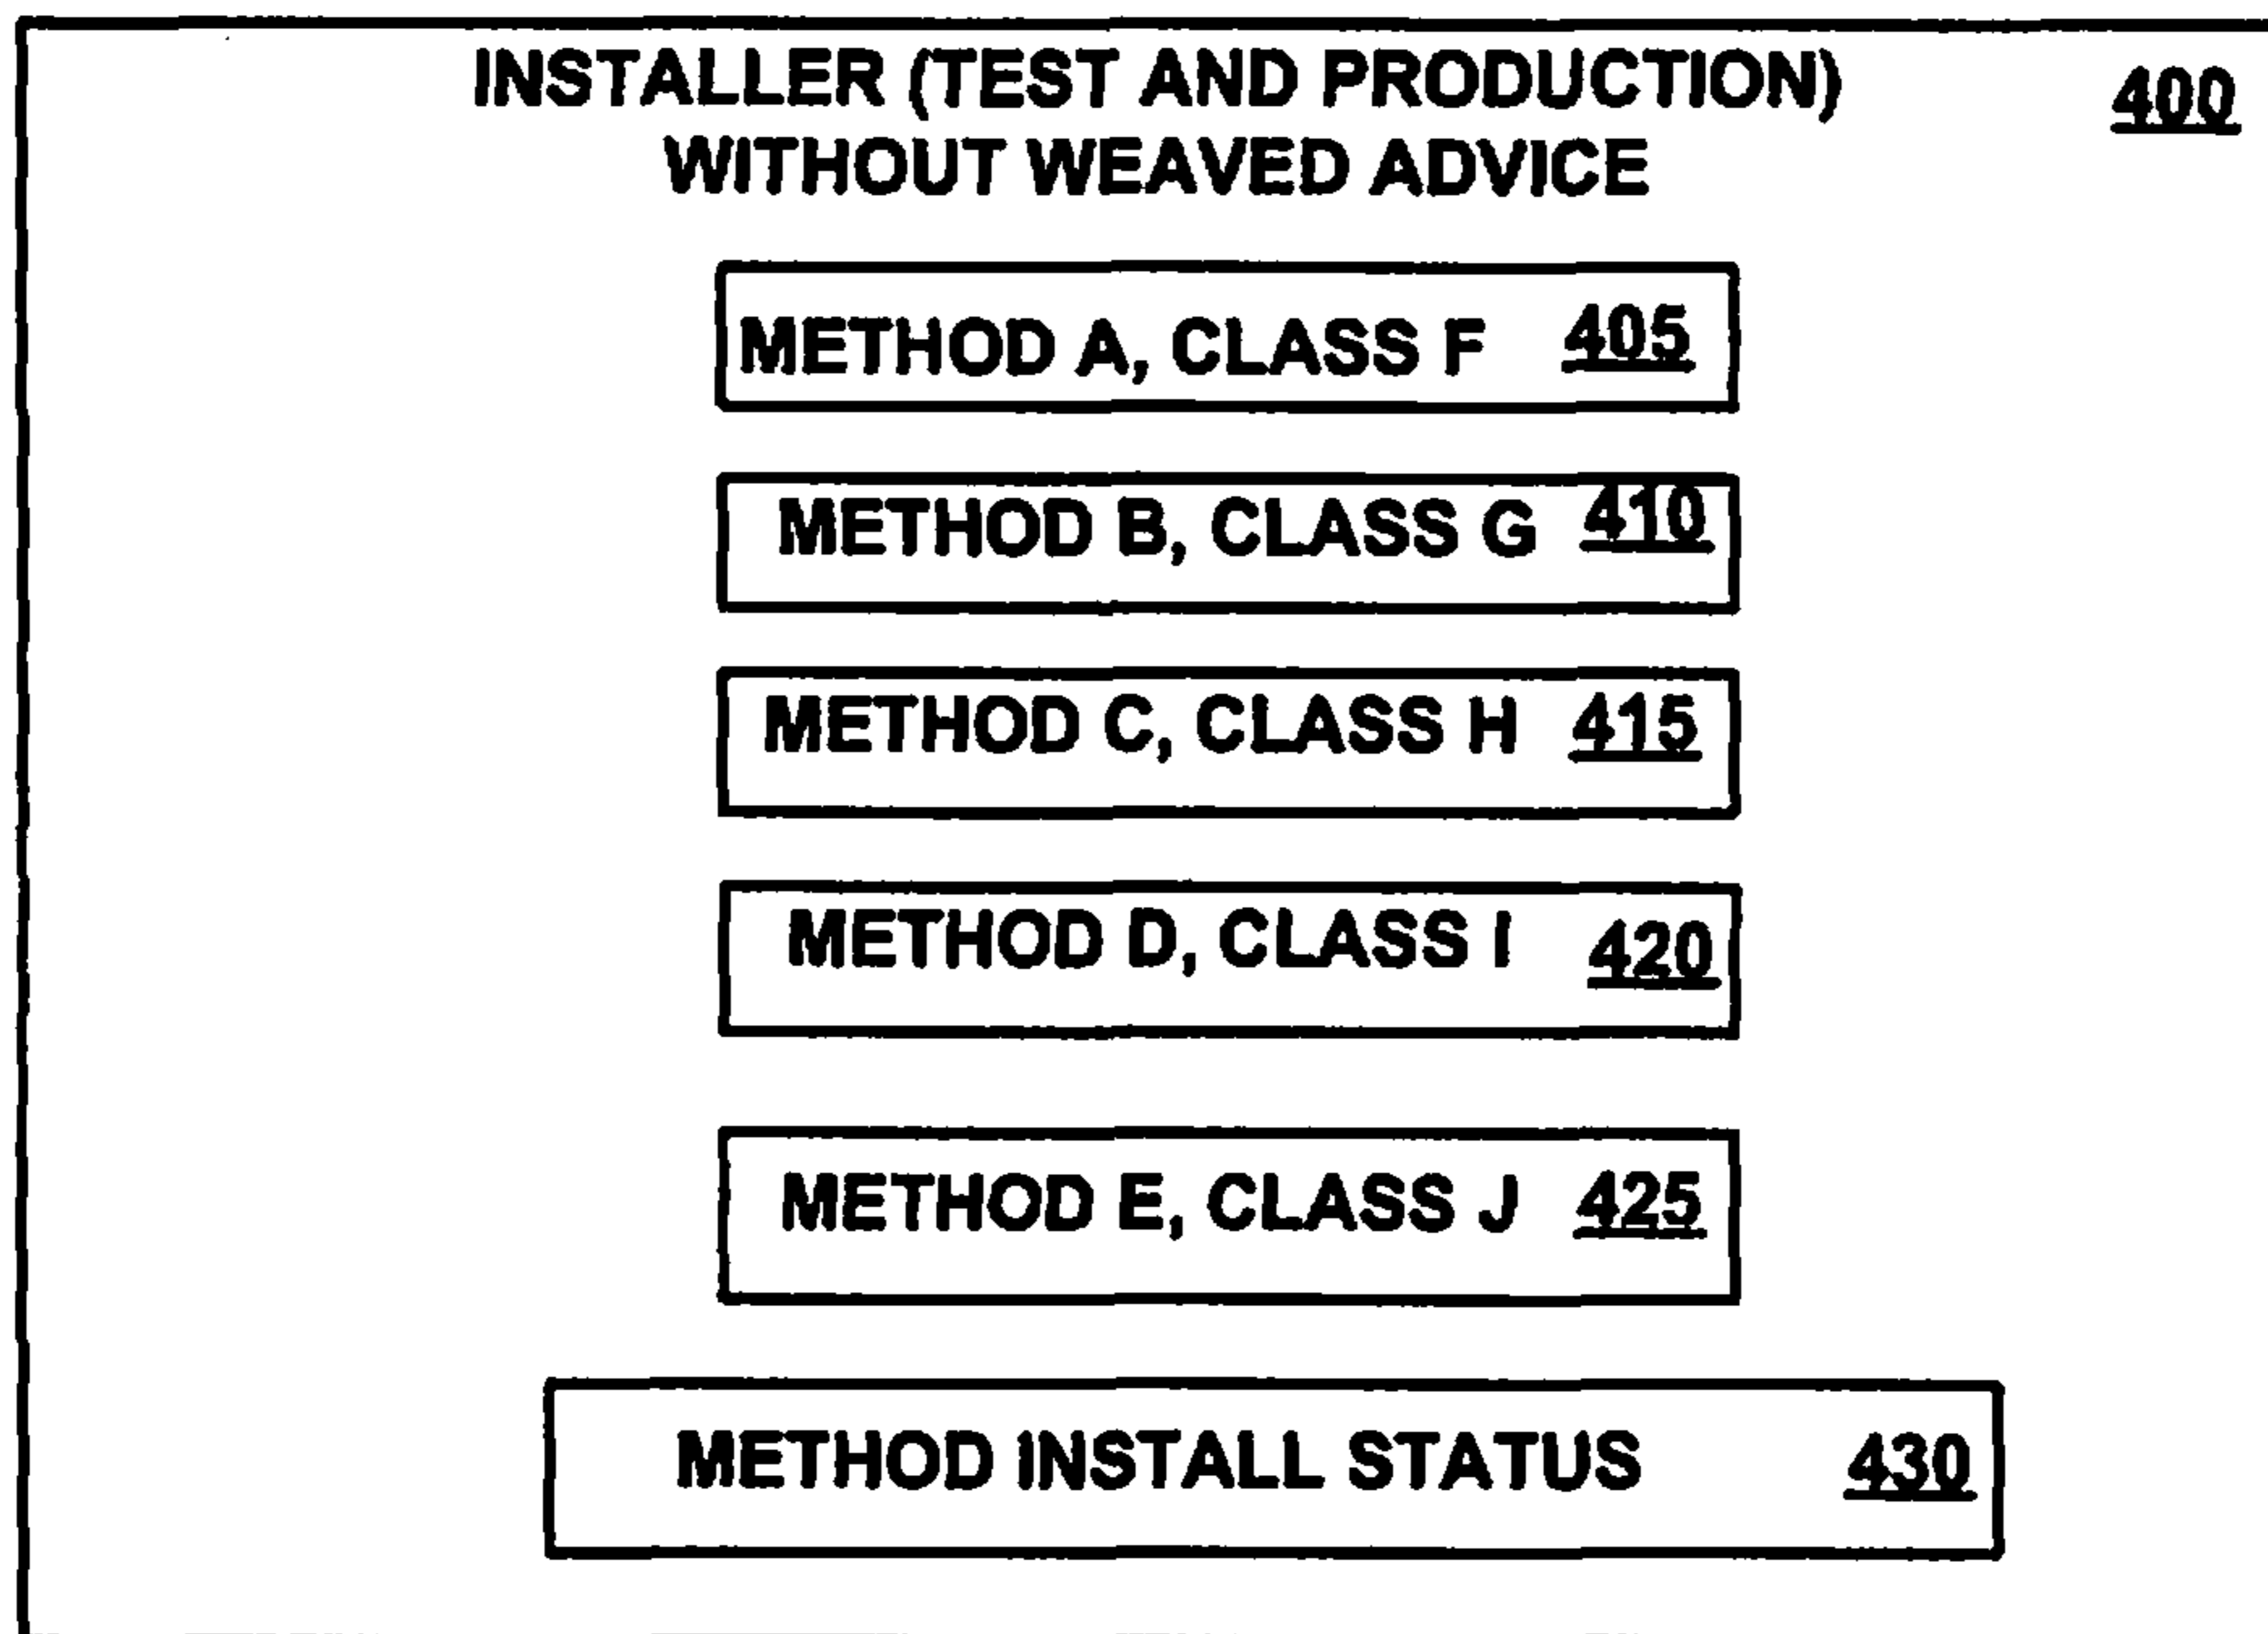 INSTALLER (TEST AND PRODUCTION) 400
WITHOUT WEAVED ADVICE
METHOD A, CLASS F 405
METHOD B, CLASS G 410
METHOD C, CLASS H 415
METHOD D, CLASS I 420
METHOD E, CLASS J 425
METHOD INSTALL STATUS 430